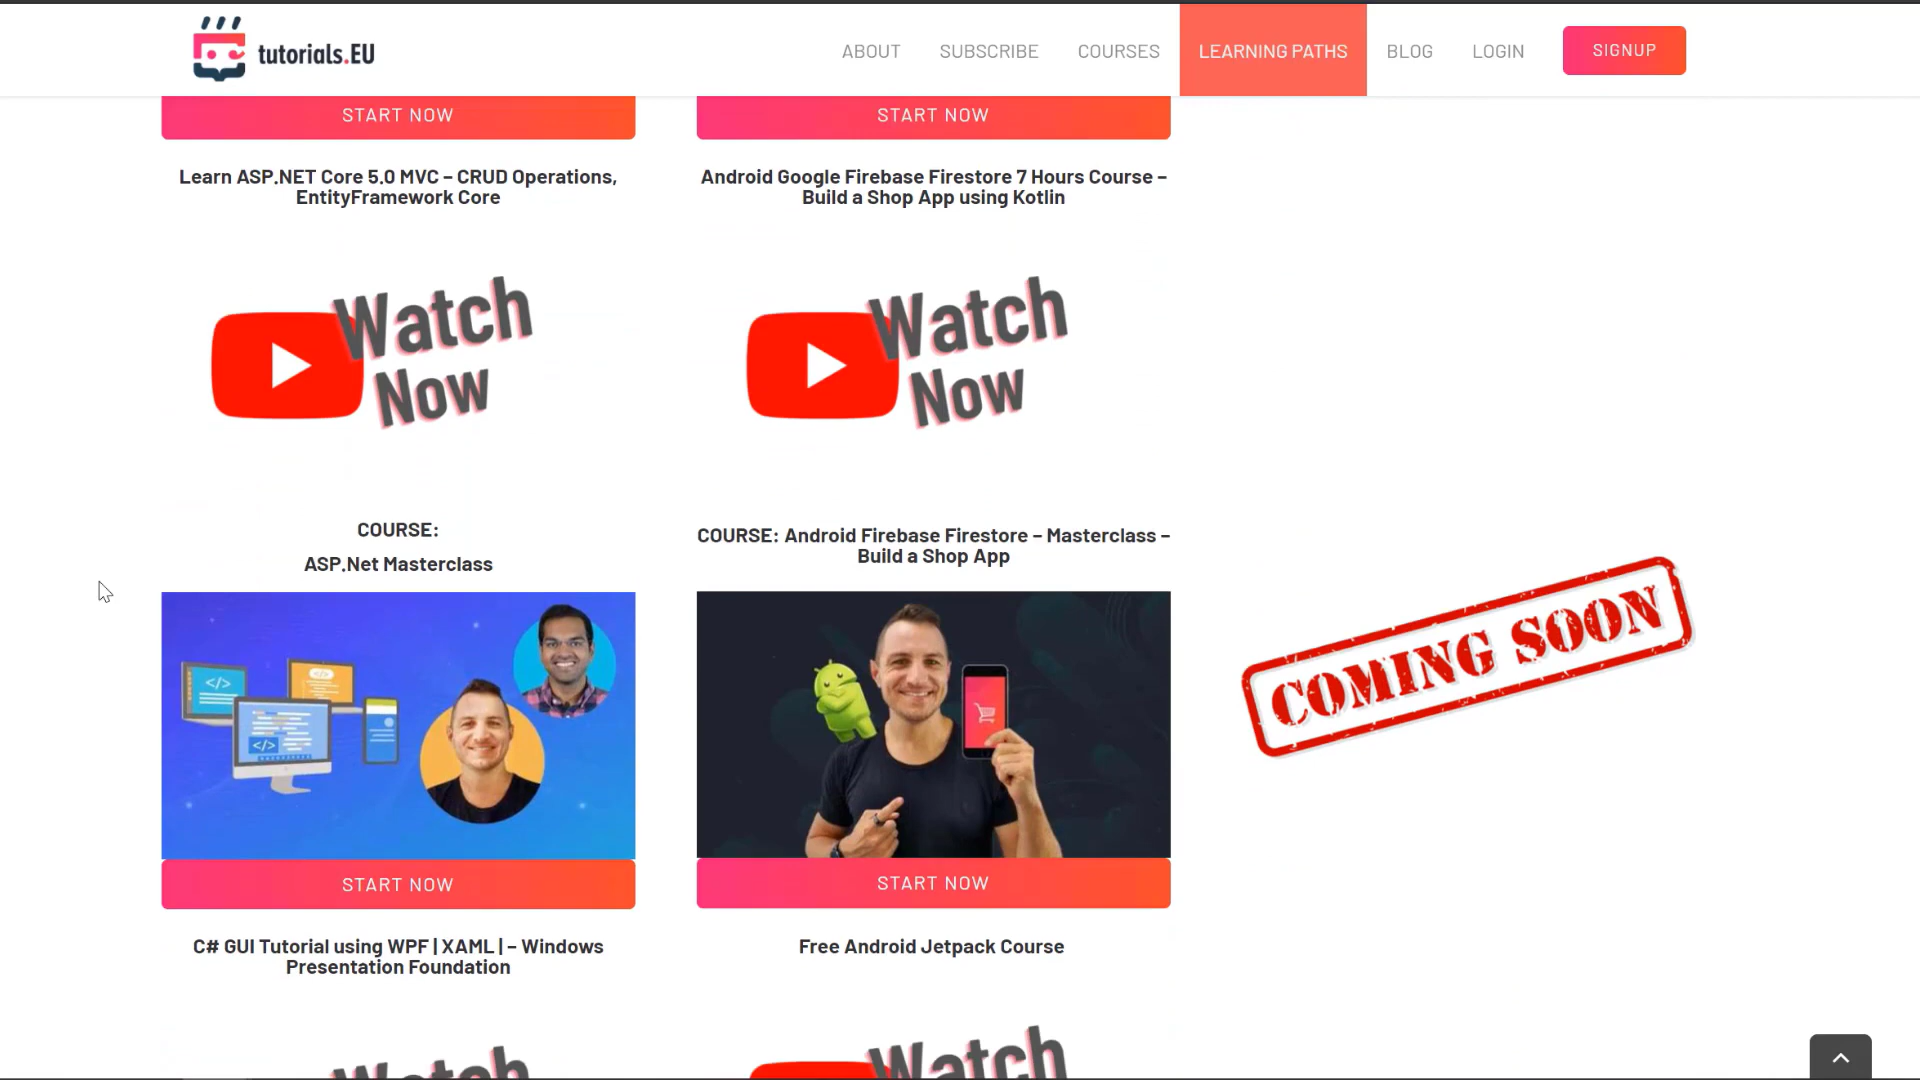 tutorials.EU
ABOUT
SUBSCRIBE
COURSES
LEARNING PATHS
BLOG
LOGIN
SIGNUP
START NOW
START NOW
Learn ASP.NET Core 5.0 MVC – CRUD Operations,
EntityFramework Core
Android Google Firebase Firestore 7 Hours Course –
Build a Shop App using Kotlin
Watch
Now
Watch
Now
COURSE:
ASP.Net Masterclass
COURSE: Android Firebase Firestore – Masterclass –
Build a Shop App
COMING SOON
START NOW
START NOW
C# GUI Tutorial using WPF | XAML | – Windows
Presentation Foundation
Free Android Jetpack Course
Watch
Watch